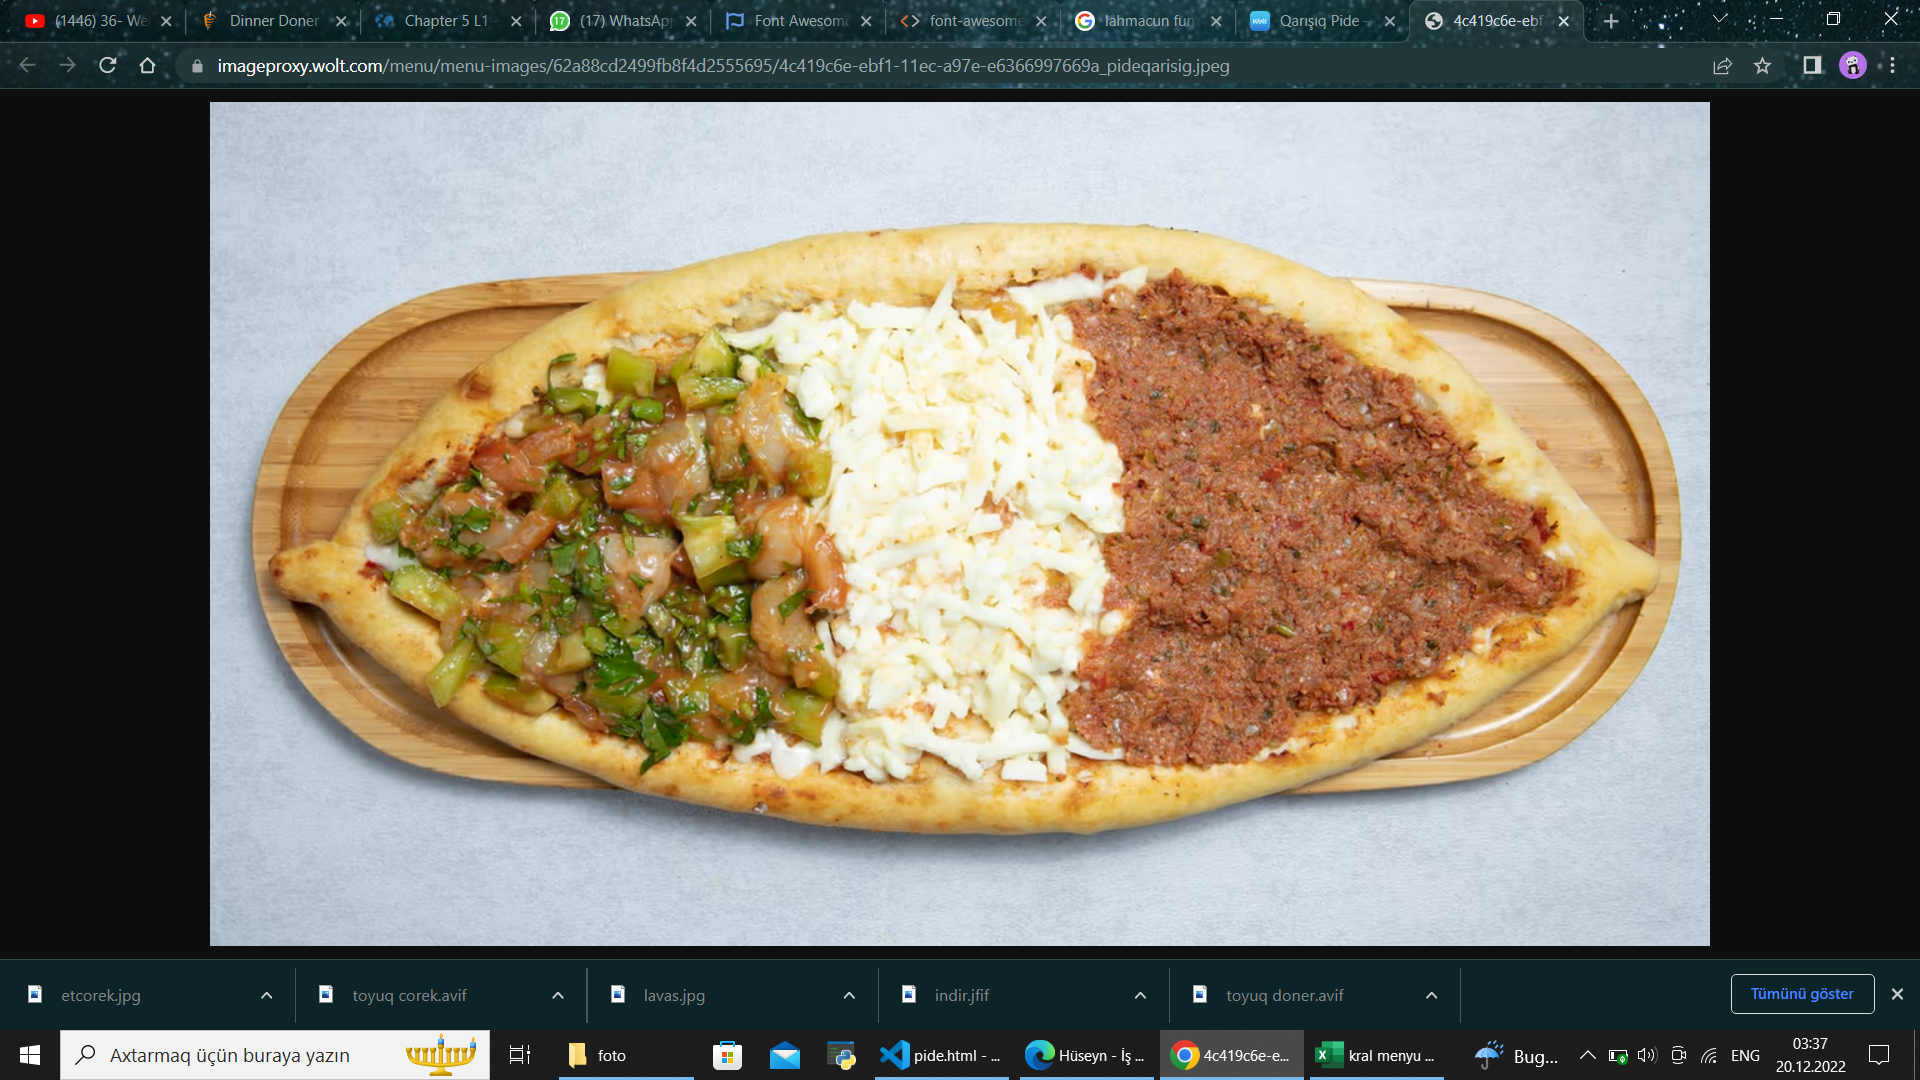 (1446) 36- We
Dinner Doner
Chapter 5 L1 -
(17) WhatsAp
Font Awesom
font-awesome
lahmacun fun
Qarışıq Pide –
4c419c6e-ebf
imageproxy.wolt.com/menu/menu-images/62a88cd2499fb8f4d2555695/4c419c6e-ebf1-11ec-a97e-e6366997669a_pideqarisig.jpeg
etcorek.jpg
toyuq corek.avif
lavas.jpg
indir.jfif
toyuq doner.avif
Tümünü göster
Axtarmaq üçün buraya yazın
foto
pide.html - ...
Hüseyn - İş ...
4c419c6e-e...
kral menyu ...
Bug...
ENG
03:37
20.12.2022